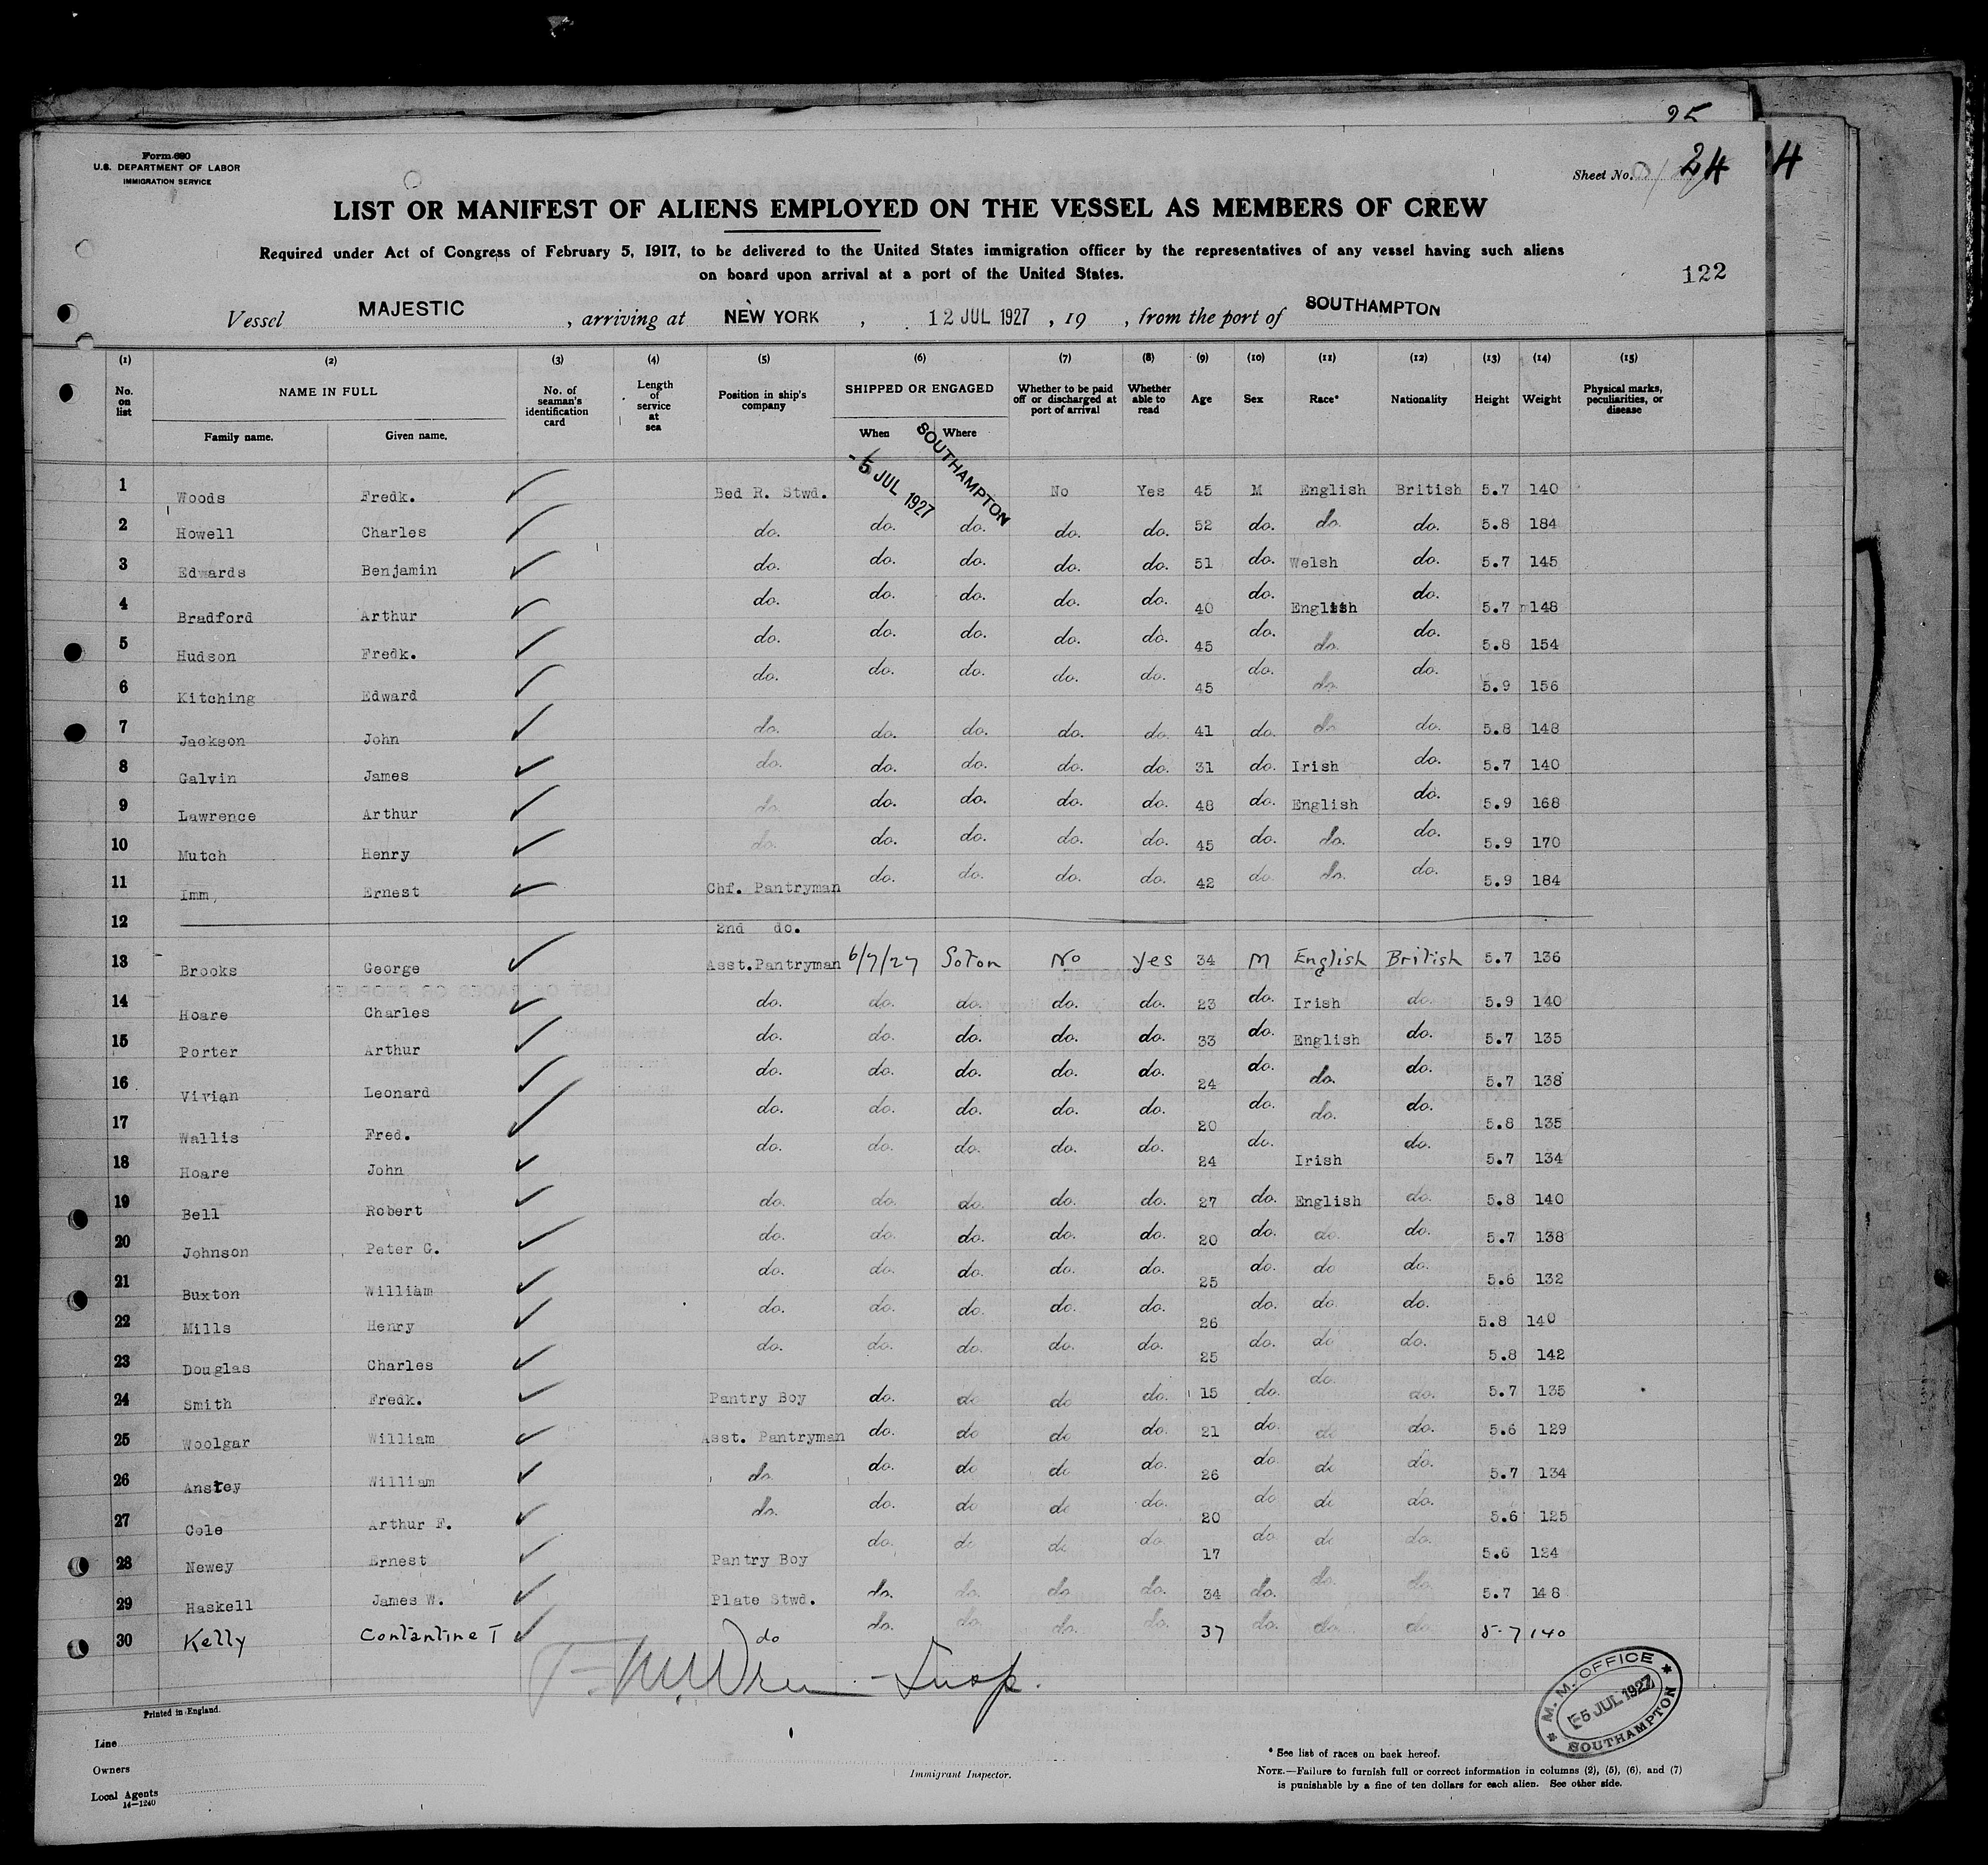 25
Form 680
U.S. DEPARTMENT OF LABOR
IMMIGRATION SERVICE
Sheet No. 24
4
LIST OR MANIFEST OF ALIENS EMPLOYED ON THE VESSEL AS MEMBERS OF CREW
Required under Act of Congress of February 5, 1917, to be delivered to the United States immigration officer by the representatives of any vessel having such aliens
on board upon arrival at a port of the United States.
122
Vessel MAJESTIC, arriving at NEW YORK, 12 JUL 1927, 19 , from the port of SOUTHAMPTON
(1) (2) (3) (4) (5) (6) (7) (8) (9) (10) (11) (12) (13) (14) (15)
No. on list NAME IN FULL Family name. Given name. No. of seaman's identification card Length of service at sea Position in ship's company SHIPPED OR ENGAGED When Where Whether to be paid off or discharged at port of arrival Whether able to read Age Sex Race* Nationality Height Weight Physical marks, peculiarities, or disease
-5 JUL 1927 SOUTHAMPTON
1 Woods Fredk. Bed R. Stwd. No Yes 45 M English British 5.7 140
2 Howell Charles do. do. do. do. do. 52 do. do. do. 5.8 184
3 Edwards Benjamin do. do. do. do. do. 51 do. Welsh do. 5.7 145
4 Bradford Arthur do. do. do. do. do. 40 do. English do. 5.7 148
5 Hudson Fredk. do. do. do. do. do. 45 do. do. do. 5.8 154
6 Kitching Edward do. do. do. do. do. 45 do. do. do. 5.9 156
7 Jackson John do. do. do. do. do. 41 do. do. do. 5.8 148
8 Galvin James do. do. do. do. do. 31 do. Irish do. 5.7 140
9 Lawrence Arthur do. do. do. do. do. 48 do. English do. 5.9 168
10 Mutch Henry do. do. do. do. do. 45 do. do. do. 5.9 170
11 Imm Ernest Chf. Pantryman do. do. do. do. 42 do. do. do. 5.9 184
12 2nd do.
13 Brooks George Asst.Pantryman 6/7/27 Soton No Yes 34 M English British 5.7 136
14 Hoare Charles do. do. do. do. do. 23 do. Irish do. 5.9 140
15 Porter Arthur do. do. do. do. do. 33 do. English do. 5.7 135
16 Vivian Leonard do. do. do. do. do. 24 do. do. do. 5.7 138
17 Wallis Fred. do. do. do. do. do. 20 do. do. do. 5.8 135
18 Hoare John do. do. do. do. do. 24 do. Irish do. 5.7 134
19 Bell Robert do. do. do. do. do. 27 do. English do. 5.8 140
20 Johnson Peter G. do. do. do. do. do. 20 do. do. do. 5.7 138
21 Buxton William do. do. do. do. do. 25 do. do do. 5.6 132
22 Mills Henry do. do. do. do. do. 26 do. do. do. 5.8 140
23 Douglas Charles do. do. do. do. do. 25 do. do do. 5.8 142
24 Smith Fredk. Pantry Boy do. do do do. 15 do. do. do. 5.7 135
25 Woolgar William Asst. Pantryman do. do do do. 21 do. do do. 5.6 129
26 Anstey William do. do. do do do. 26 do do do. 5.7 134
27 Cole Arthur F. do. do. do do do. 20 do do do. 5.6 125
28 Newey Ernest Pantry Boy do. do do do 17 do. do do. 5.6 124
29 Haskell James W. Plate Stwd. do. do. do do. 34 do. do. do. 5.7 148
30 Kelly Contantine T do do. do. do. do. 37 do. do. do 5-7 140
Insp.
Printed in England.
Line
Owners
Local Agents
14—1240
Immigrant Inspector.
M. M. OFFICE
5 JUL 1927
SOUTHAMPTON
* See list of races on back hereof.
NOTE.—Failure to furnish full or correct information in columns (2), (5), (6), and (7)
is punishable by a fine of ten dollars for each alien. See other side.